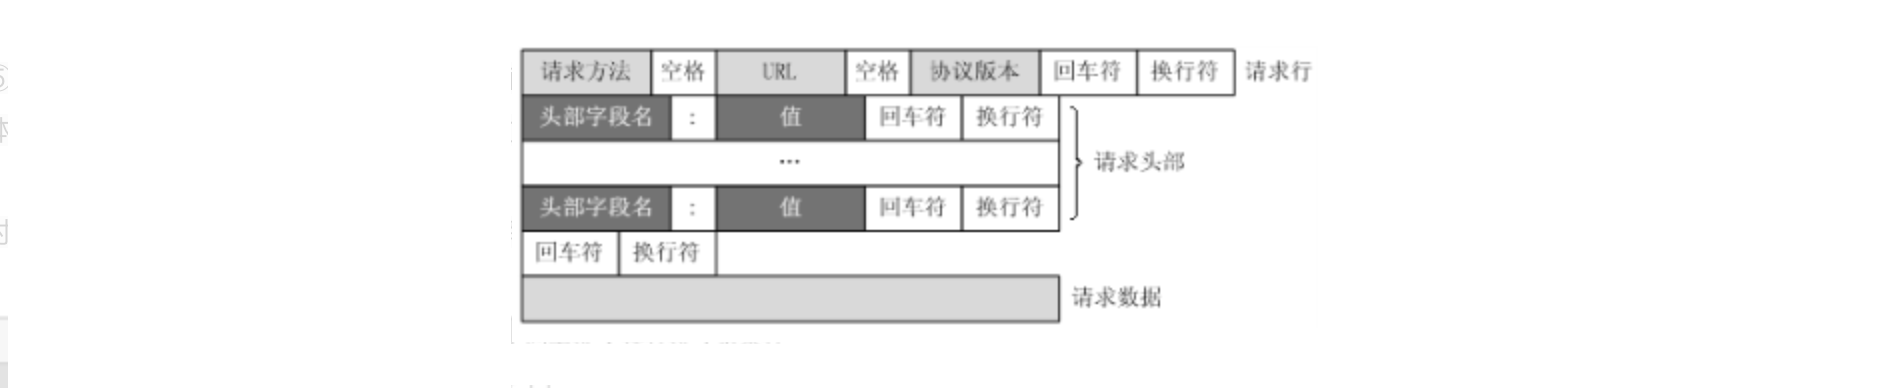 请求方法 空格 URL 空格 协议版本 回车符 换行符 请求行
头部字段名 : 值 回车符 换行符
... 请求头部
头部字段名 : 值 回车符 换行符
回车符 换行符
请求数据